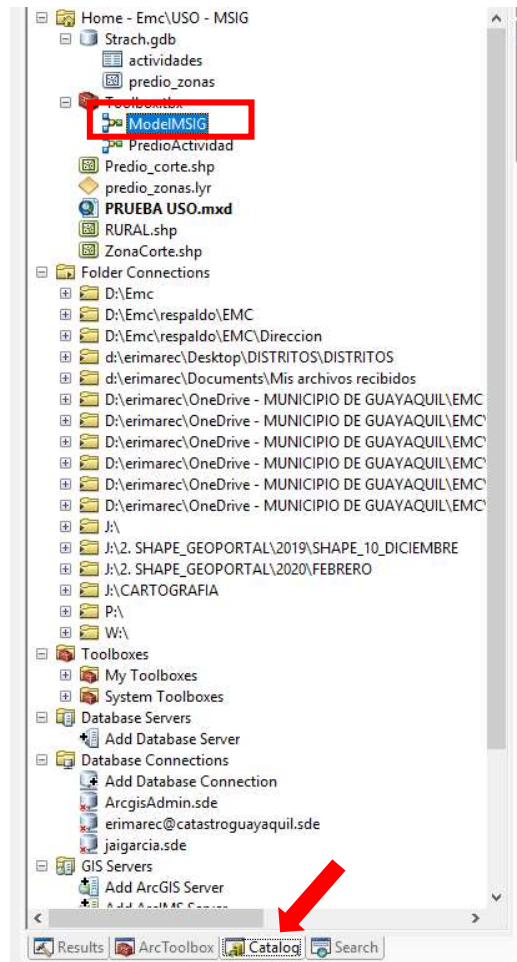 Home - Emc\USO - MSIG
Strach.gdb
actividades
predio_zonas
Toolbox.tbx
ModelMSIG
PredioActividad
Predio_corte.shp
predio_zonas.lyr
PRUEBA USO.mxd
RURAL.shp
ZonaCorte.shp
Folder Connections
D:\Emc
D:\Emc\respaldo\EMC
D:\Emc\respaldo\EMC\Direccion
d:\erimarec\Desktop\DISTRITOS\DISTRITOS
d:\erimarec\Documents\Mis archivos recibidos
D:\erimarec\OneDrive - MUNICIPIO DE GUAYAQUIL\EMC
D:\erimarec\OneDrive - MUNICIPIO DE GUAYAQUIL\EMC\
D:\erimarec\OneDrive - MUNICIPIO DE GUAYAQUIL\EMC\
D:\erimarec\OneDrive - MUNICIPIO DE GUAYAQUIL\EMC\
D:\erimarec\OneDrive - MUNICIPIO DE GUAYAQUIL\EMC\
D:\erimarec\OneDrive - MUNICIPIO DE GUAYAQUIL\EMC\
J:\
J:\2. SHAPE_GEOPORTAL\2019\SHAPE_10_DICIEMBRE
J:\2. SHAPE_GEOPORTAL\2020\FEBRERO
J:\CARTOGRAFIA
P:\
W:\
Toolboxes
My Toolboxes
System Toolboxes
Database Servers
Add Database Server
Database Connections
Add Database Connection
ArcgisAdmin.sde
erimarec@catastroguayaquil.sde
jaigarcia.sde
GIS Servers
Add ArcGIS Server
Add ArcIMS Server
Results ArcToolbox Catalog Search